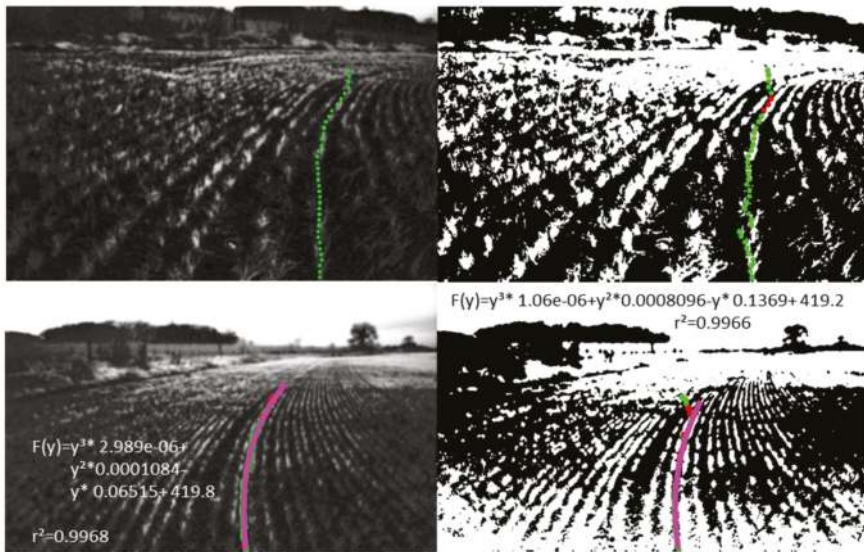 F(y)=y³* 1.06e-06+y²*0.0008096-y* 0.1369+ 419.2
r²=0.9966
F(y)=y³* 2.989e-06+
y²*0.0001084-
y* 0.06515+419.8
r²=0.9968